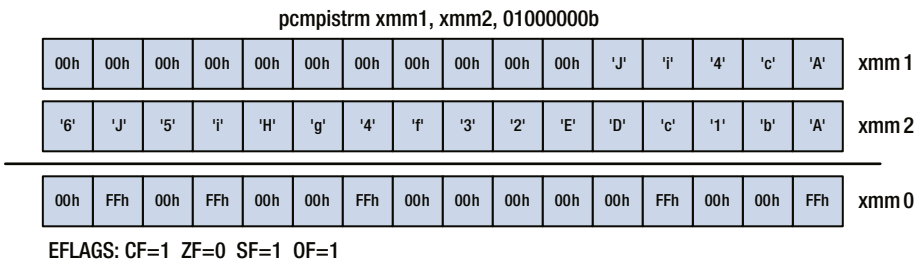 pcmpistrm xmm1, xmm2, 01000000b
00h 00h 00h 00h 00h 00h 00h 00h 00h 00h 00h 'J' 'i' '4' 'c' 'A' xmm1
'6' 'J' '5' 'i' 'H' 'g' '4' 'f' '3' '2' 'E' 'D' 'c' '1' 'b' 'A' xmm2
00h FFh 00h FFh 00h 00h FFh 00h 00h 00h 00h 00h FFh 00h 00h FFh xmm0
EFLAGS: CF=1 ZF=0 SF=1 OF=1